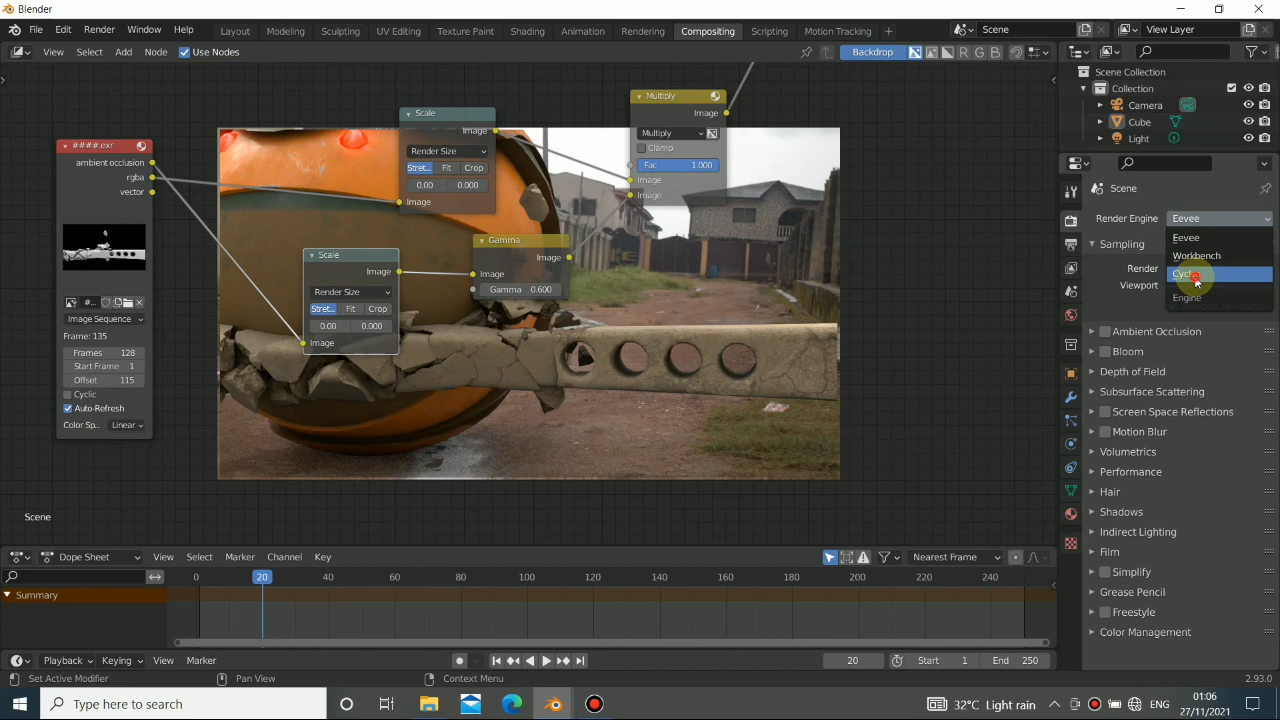 Blender
File Edit Render Window Help
Layout Modeling Sculpting UV Editing Texture Paint Shading Animation Rendering Compositing Scripting Motion Tracking +
Scene
View Layer
View Select Add Node Use Nodes
Backdrop
R G B
Scene Collection
Collection
Camera
Cube
Light
####.exr
ambient occlusion
rgba
vector
#...
Image Sequence
Frame: 135
Frames 128
Start Frame 1
Offset 115
Cyclic
Auto-Refresh
Color Sp... Linear
Scale
Image
Render Size
Stret... Fit Crop
0.00 0.000
Image
Scale
Image
Render Size
Stret... Fit Crop
0.00 0.000
Image
Gamma
Image
Image
Gamma 0.600
Multiply
Image
Multiply
Clamp
Fac 1.000
Image
Image
Scene
Scene
Render Engine Eevee
Eevee
Workbench
Engine
Sampling
Render
Viewport
Ambient Occlusion
Bloom
Depth of Field
Subsurface Scattering
Screen Space Reflections
Motion Blur
Volumetrics
Performance
Hair
Shadows
Indirect Lighting
Film
Simplify
Grease Pencil
Freestyle
Color Management
Dope Sheet View Select Marker Channel Key
Nearest Frame
0 20 40 60 80 100 120 140 160 180 200 220 240
Summary
Playback Keying View Marker
20 Start 1 End 250
Set Active Modifier Pan View Context Menu 2.93.0
Type here to search
32°C Light rain
ENG
01:06
27/11/2021